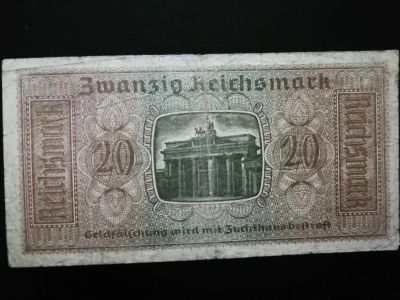 Zwanzig Reichsmark
Reichsmark
20
20
Reichsmark
Geldfälschung wird mit Zuchthaus bestraft